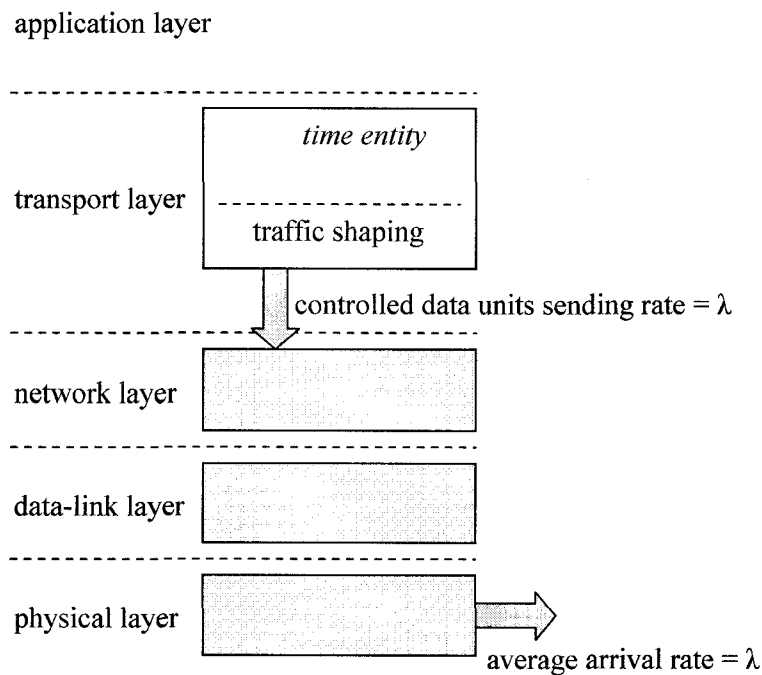 application layer
time entity
transport layer
traffic shaping
controlled data units sending rate = λ
network layer
data-link layer
physical layer
average arrival rate = λ